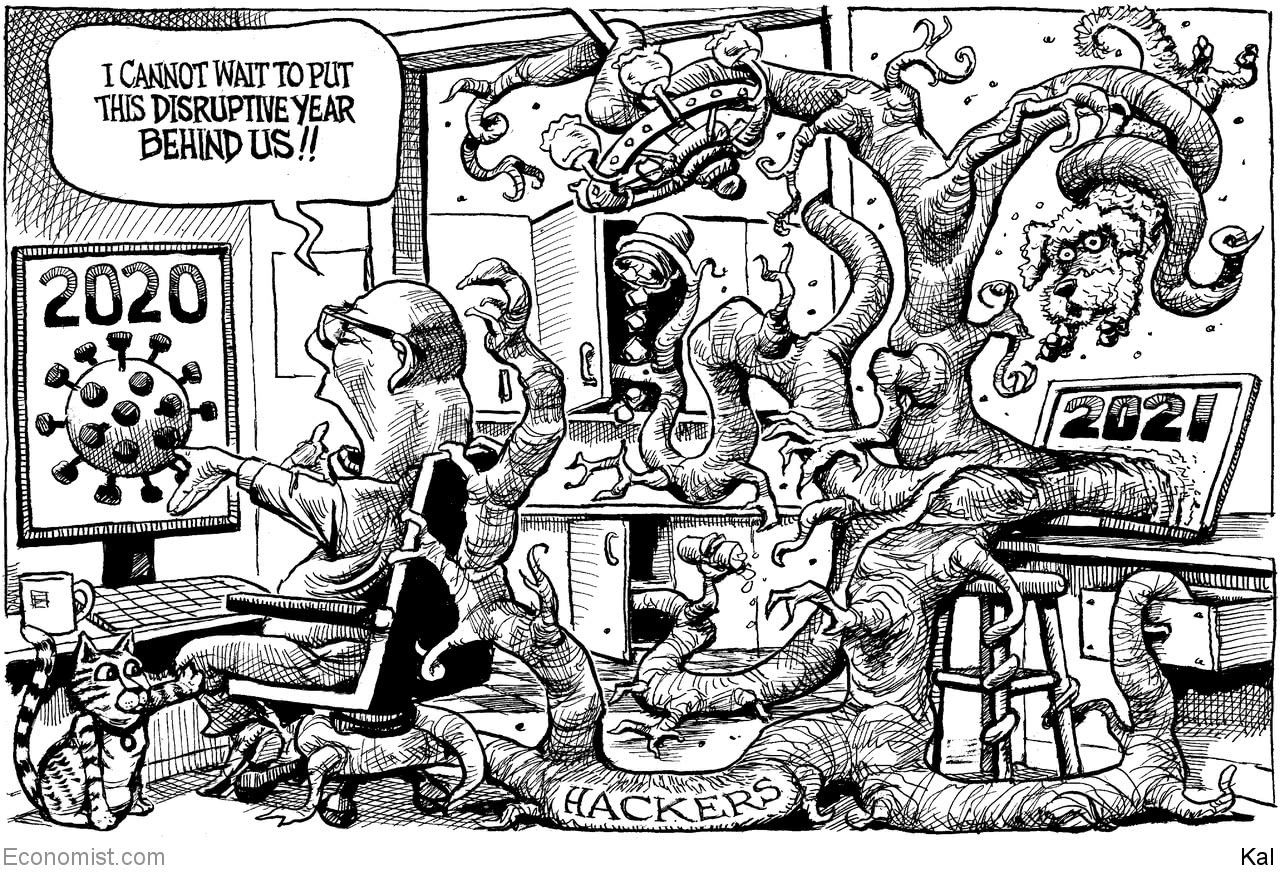 I CANNOT WAIT TO PUT
THIS DISRUPTIVE YEAR
BEHIND US!!
2020
2021
HACKERS
Economist.com
Kal